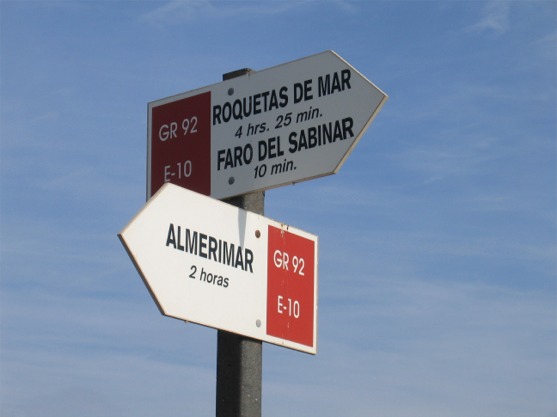 GR 92
E-10
ROQUETAS DE MAR
4 hrs. 25 min.
FARO DEL SABINAR
10 min.
ALMERIMAR
2 horas
GR 92
E-10